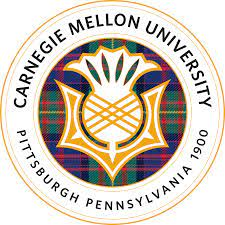 CARNEGIE MELLON UNIVERSITY
PITTSBURGH PENNSYLVANIA 1900